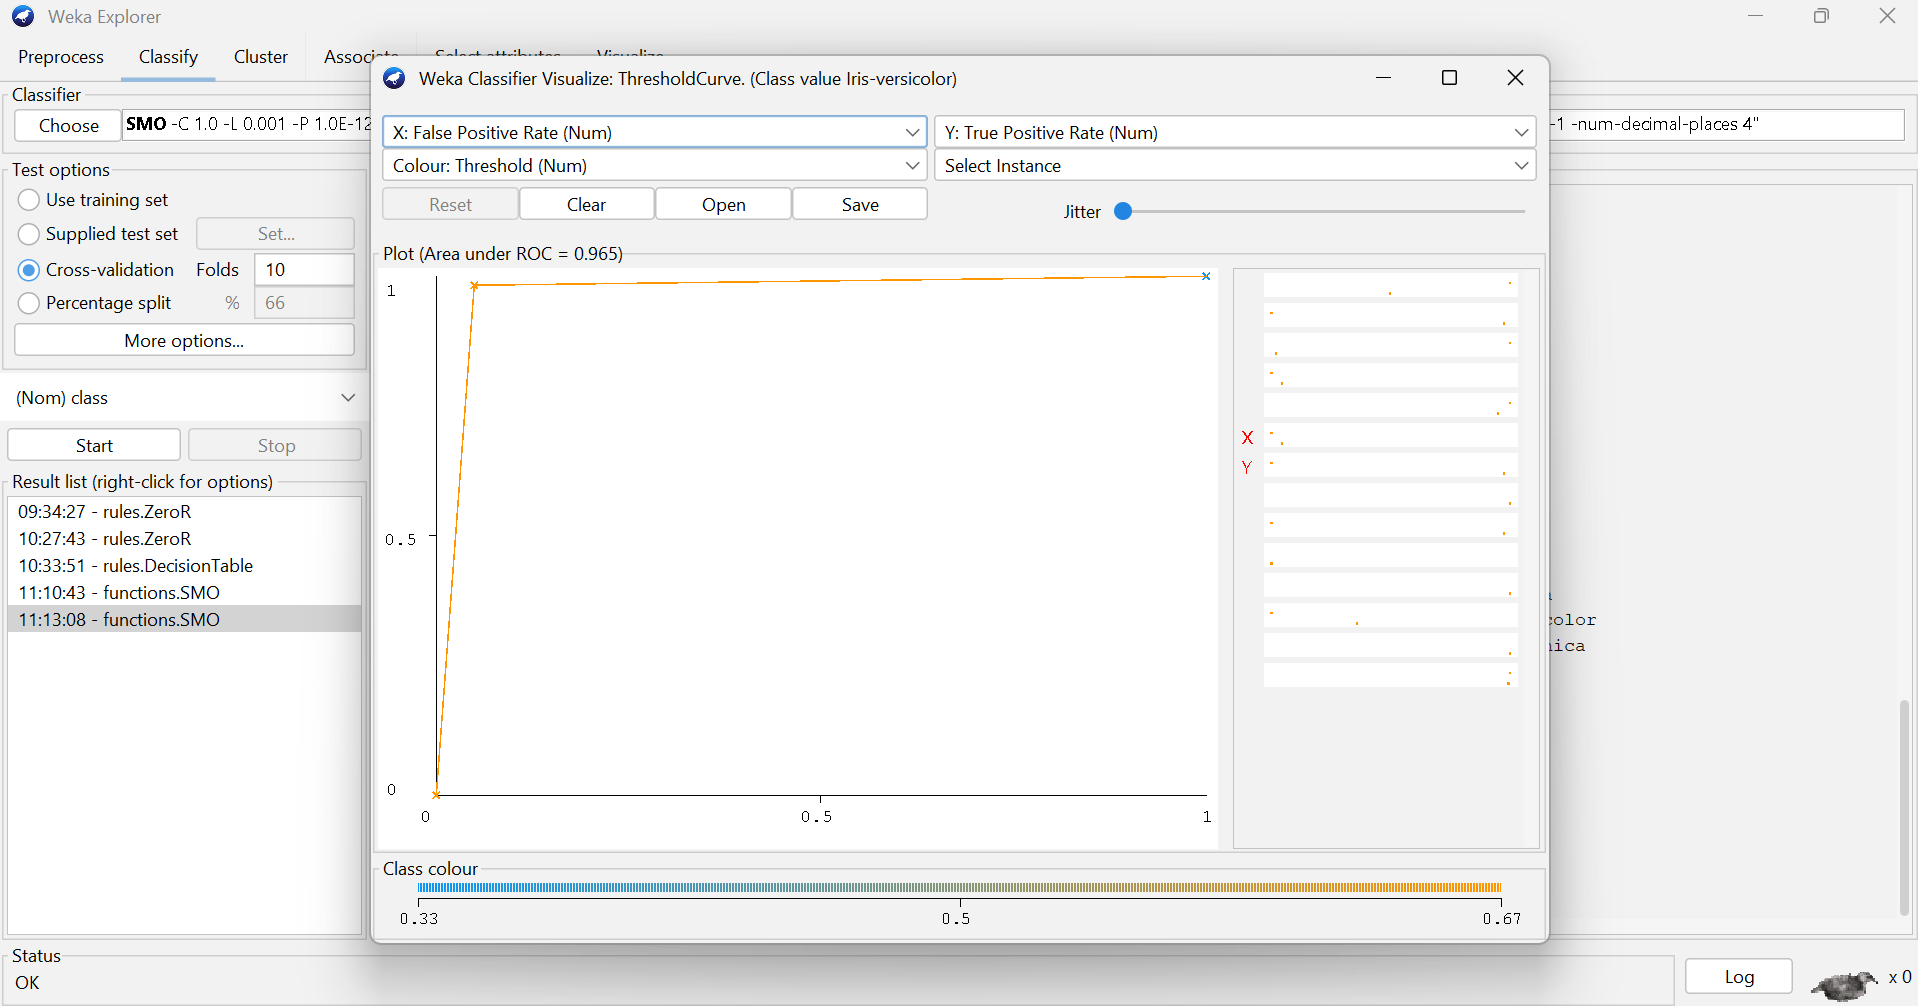 Weka Explorer
Preprocess
Classify
Cluster
Associate
Select attributes
Visualize
Classifier
Choose
SMO -C 1.0 -L 0.001 -P 1.0E-12
-1 -num-decimal-places 4"
Test options
Use training set
Supplied test set
Set...
Cross-validation Folds 10
Percentage split % 66
More options...
(Nom) class
Start
Stop
Result list (right-click for options)
09:34:27 - rules.ZeroR
10:27:43 - rules.ZeroR
10:33:51 - rules.DecisionTable
11:10:43 - functions.SMO
11:13:08 - functions.SMO
Weka Classifier Visualize: ThresholdCurve. (Class value Iris-versicolor)
X: False Positive Rate (Num)
Y: True Positive Rate (Num)
Colour: Threshold (Num)
Select Instance
Reset
Clear
Open
Save
Jitter
Plot (Area under ROC = 0.965)
1
0.5
0
0
0.5
1
X
Y
Class colour
0.33
0.5
0.67
color
ica
Status
OK
Log
x 0